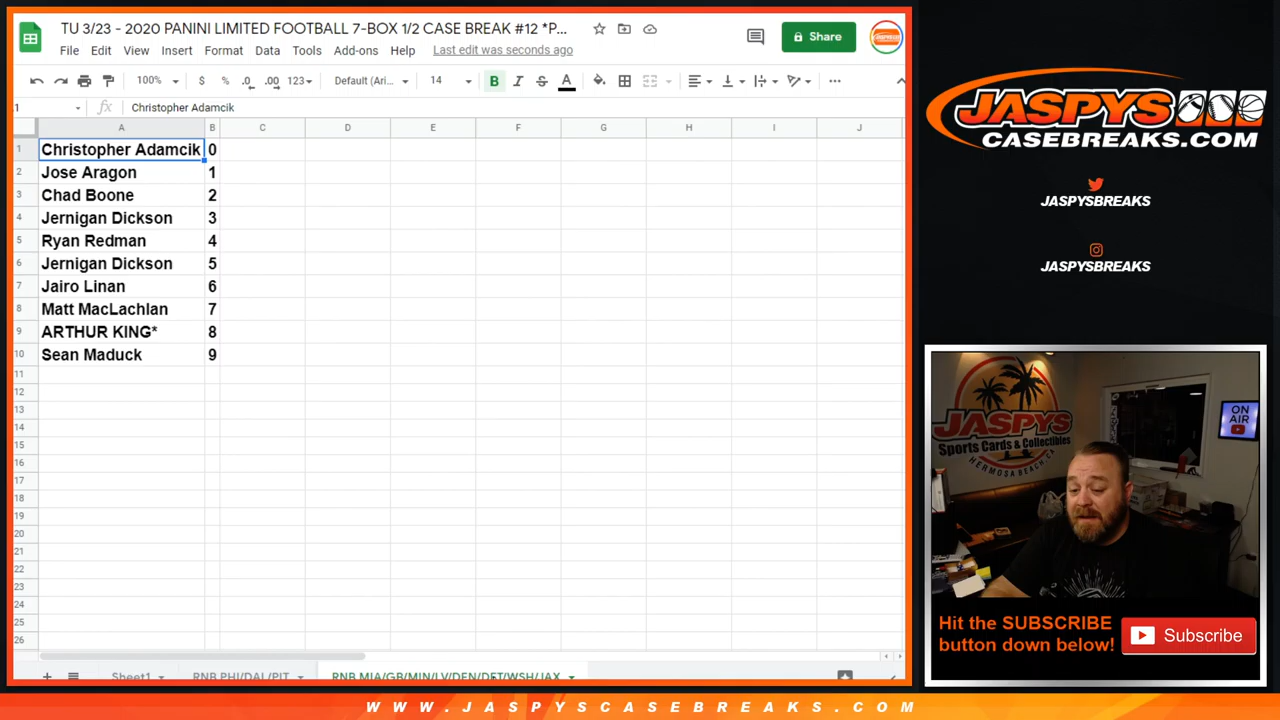 TU 3/23 - 2020 PANINI LIMITED FOOTBALL 7-BOX 1/2 CASE BREAK #12 *P...
File Edit View Insert Format Data Tools Add-ons Help Last edit was seconds ago
Share
100% $ % .0 .00 123 Default (Ari... 14 B I S A
1 fx Christopher Adamcik
A B C D E F G H I J
1 Christopher Adamcik 0
2 Jose Aragon 1
3 Chad Boone 2
4 Jernigan Dickson 3
5 Ryan Redman 4
6 Jernigan Dickson 5
7 Jairo Linan 6
8 Matt MacLachlan 7
9 ARTHUR KING* 8
10 Sean Maduck 9
11
12
13
14
15
16
17
18
19
20
21
22
23
24
25
26
Sheet1 RNB PHI/DAL/PIT RNB MIA/GB/MIN/LV/DEN/DET/WSH/JAX
JASPYS
CASEBREAKS.COM
JASPYSBREAKS
JASPYSBREAKS
JASPYS
Sports Cards & Collectibles
HERMOSA BEACH, CA
ON
AIR
Hit the SUBSCRIBE
button down below!
Subscribe
WWW.JASPYSCASEBREAKS.COM